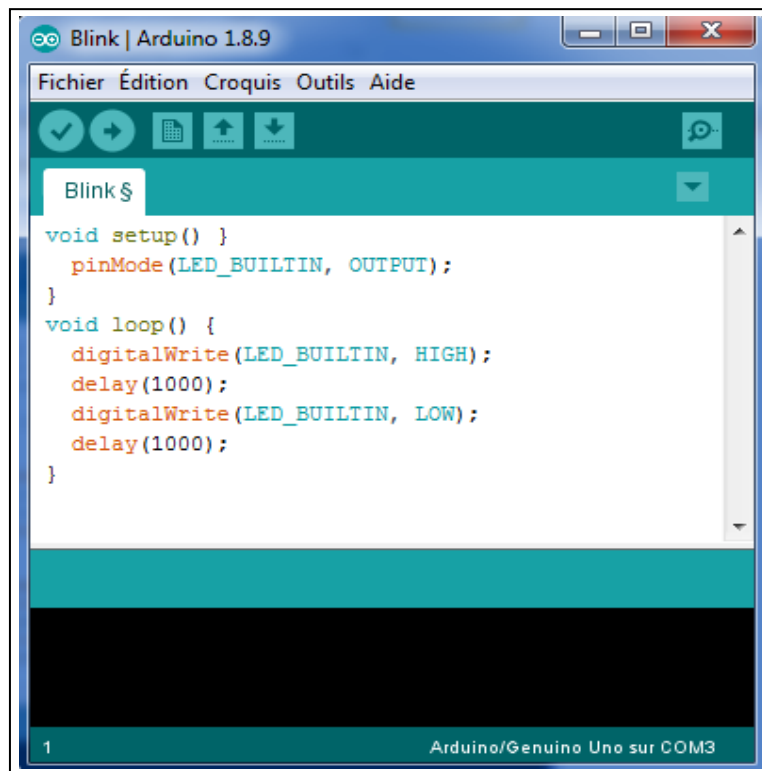 Blink | Arduino 1.8.9
Fichier Édition Croquis Outils Aide
Blink §
void setup() }
  pinMode(LED_BUILTIN, OUTPUT);
}
void loop() {
  digitalWrite(LED_BUILTIN, HIGH);
  delay(1000);
  digitalWrite(LED_BUILTIN, LOW);
  delay(1000);
}
1 Arduino/Genuino Uno sur COM3